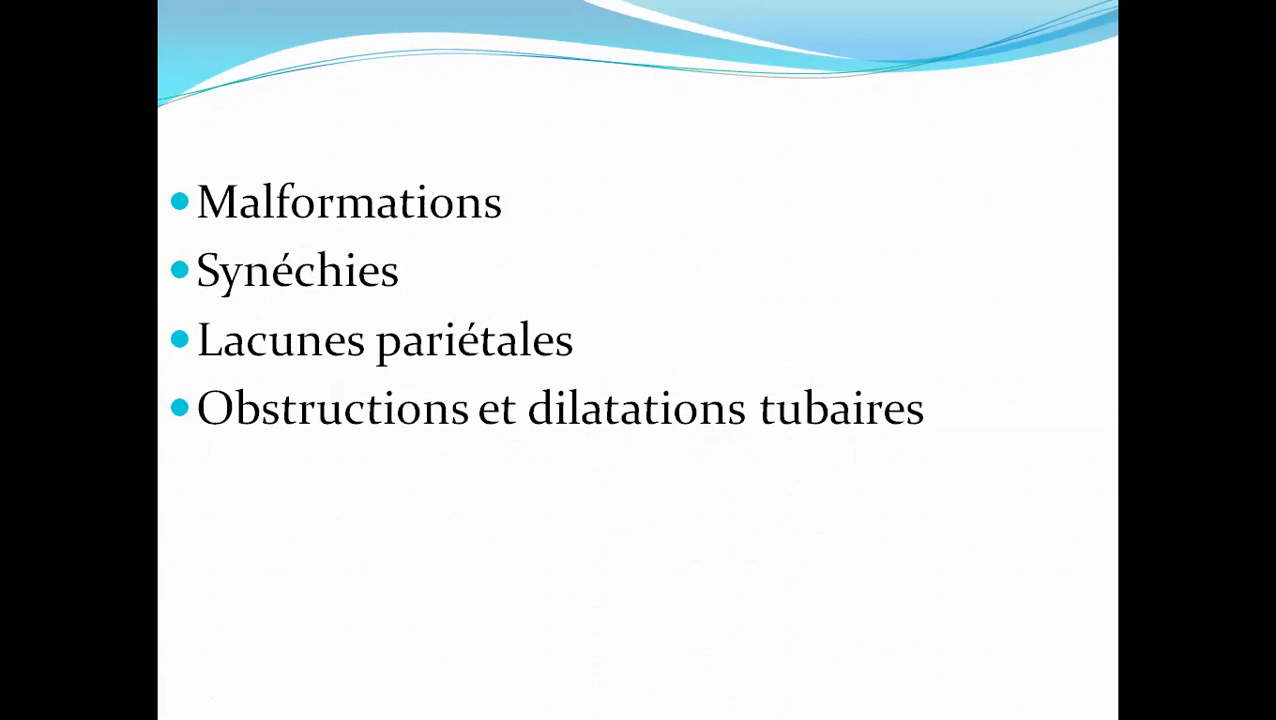 • Malformations
• Synéchies
• Lacunes pariétales
• Obstructions et dilatations tubaires